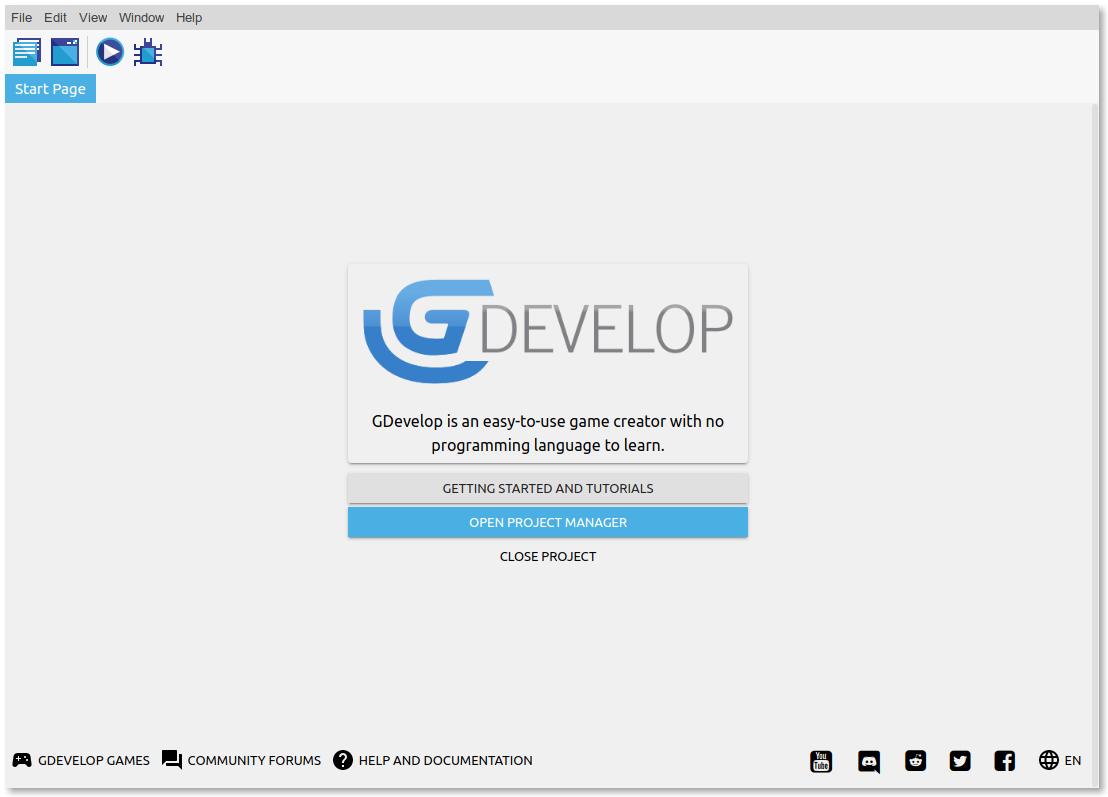 File Edit View Window Help
Start Page
GDEVELOP
GDevelop is an easy-to-use game creator with no
programming language to learn.
GETTING STARTED AND TUTORIALS
OPEN PROJECT MANAGER
CLOSE PROJECT
GDEVELOP GAMES COMMUNITY FORUMS HELP AND DOCUMENTATION You Tube EN